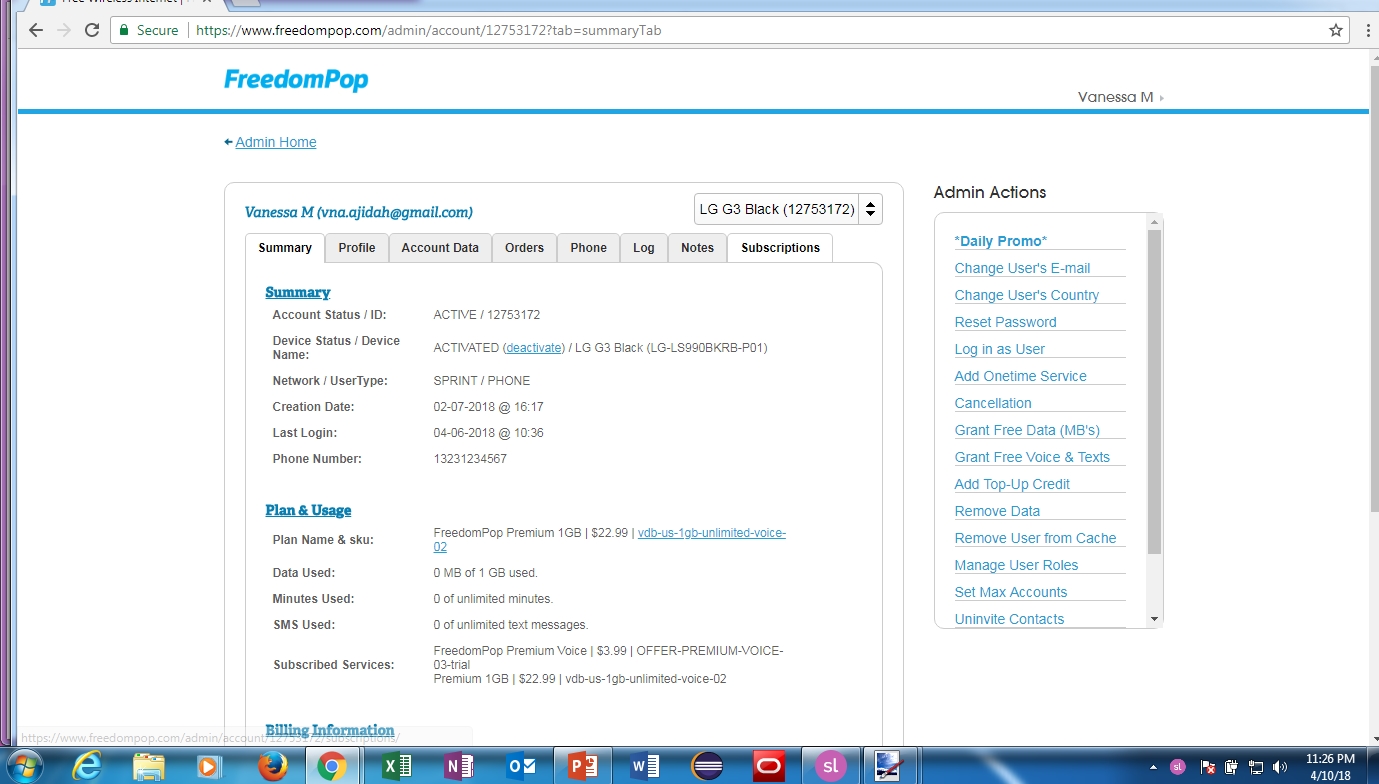 Free Wireless Internet |
Secure https://www.freedompop.com/admin/account/12753172?tab=summaryTab
FreedomPop
Vanessa M
Admin Home
Vanessa M (vna.ajidah@gmail.com)
LG G3 Black (12753172)
Summary Profile Account Data Orders Phone Log Notes Subscriptions
Summary
Account Status / ID: ACTIVE / 12753172
Device Status / Device
Name:
ACTIVATED (deactivate) / LG G3 Black (LG-LS990BKRB-P01)
Network / UserType: SPRINT / PHONE
Creation Date: 02-07-2018 @ 16:17
Last Login: 04-06-2018 @ 10:36
Phone Number: 13231234567
Plan & Usage
Plan Name & sku:
FreedomPop Premium 1GB | $22.99 | vdb-us-1gb-unlimited-voice-
02
Data Used: 0 MB of 1 GB used.
Minutes Used: 0 of unlimited minutes.
SMS Used: 0 of unlimited text messages.
Subscribed Services:
FreedomPop Premium Voice | $3.99 | OFFER-PREMIUM-VOICE-
03-trial
Premium 1GB | $22.99 | vdb-us-1gb-unlimited-voice-02
Billing Information
https://www.freedompop.com/admin/account/12753172/subscriptions/
Admin Actions
*Daily Promo*
Change User's E-mail
Change User's Country
Reset Password
Log in as User
Add Onetime Service
Cancellation
Grant Free Data (MB's)
Grant Free Voice & Texts
Add Top-Up Credit
Remove Data
Remove User from Cache
Manage User Roles
Set Max Accounts
Uninvite Contacts
sl
sl
11:26 PM
4/10/18